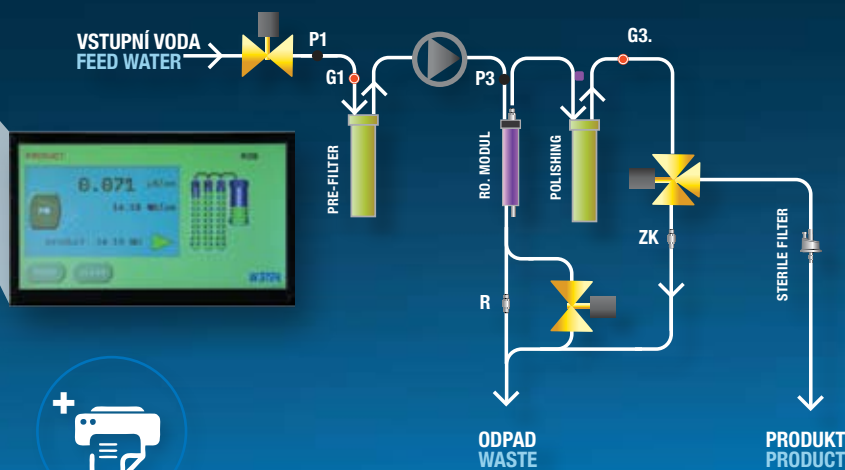 VSTUPNÍ VODA
FEED WATER
P1
G1
P3
G3.
PRE-FILTER
RO. MODUL
POLISHING
ZK
R
STERILE FILTER
PRODUCT
0.071
ODPAD
WASTE
PRODUKT
PRODUCT